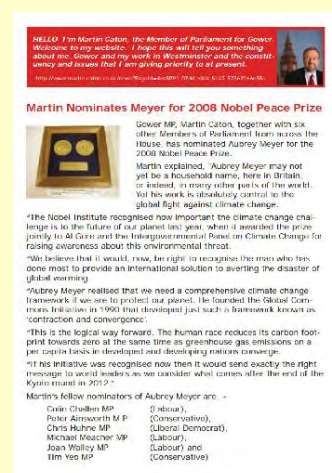 HELLO I'm Martin Caton, the Member of Parliament for Gower.
Welcome to my website. I hope this will tell you something
about me, Gower and my work in Westminster and the constit-
uency and issues that I am giving priority to at present.
Martin Nominates Meyer for 2008 Nobel Peace Prize
Gower MP, Martin Caton, together with six
other Members of Parliament from across the
House, has nominated Aubrey Meyer for the
2008 Nobel Peace Prize.
Martin explained, "Aubrey Meyer may not
yet be a household name, here in Britain,
or indeed, in many other parts of the world.
Yet his work is absolutely central to the
global fight against climate change.
"The Nobel Institute recognised how important the climate change chal-
lenge is to the future of our planet last year, when it awarded the prize
jointly to Al Gore and the Intergovernmental Panel on Climate Change for
raising awareness about this environmental threat.
"We believe that it would, now, be right to recognise the man who has
done most to provide an international solution to averting the disaster of
global warming.
"Aubrey Meyer realised that we need a comprehensive climate change
framework if we are to protect our planet. He founded the Global Com-
mons Initiative in 1990 that developed just such a framework known as
'contraction and convergence'.
"This is the logical way forward. The human race reduces its carbon foot-
print towards zero at the same time as greenhouse gas emissions on a
per capita basis in developed and developing nations converge.
"If his initiative was recognised now then it would send exactly the right
message to world leaders as we consider what comes after the end of the
Kyoto round in 2012."
Martin's fellow nominators of Aubrey Meyer are. -
Colin Challen MP (Labour),
Peter Ainsworth M P (Conservative),
Chris Huhne MP (Liberal Democrat),
Michael Meacher MP (Labour),
Joan Walley MP (Labour) and
Tim Yeo MP (Conservative)